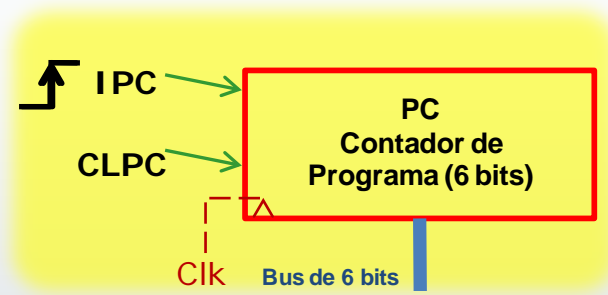 IPC
CLPC
PC
Contador de
Programa (6 bits)
Clk
Bus de 6 bits